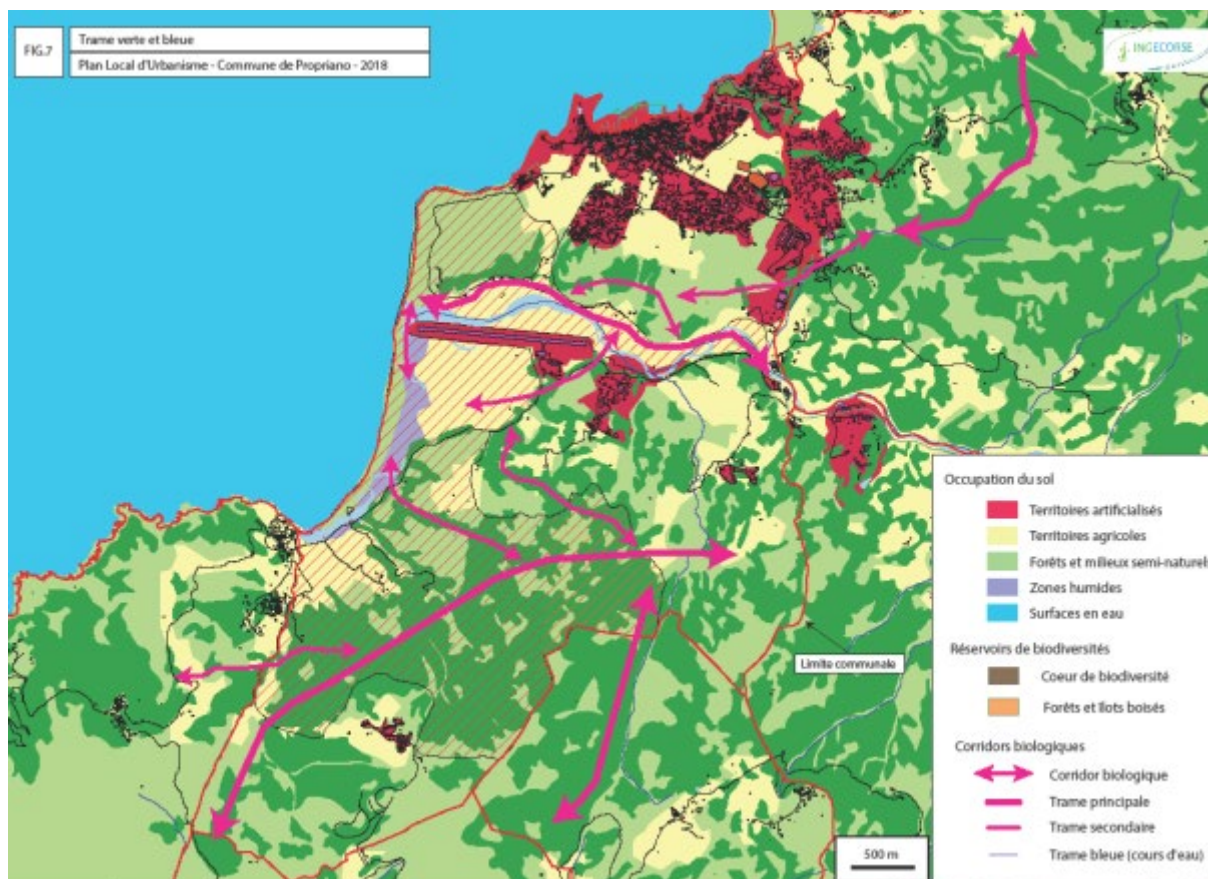 FIG.7
Trame verte et bleue
Plan Local d'Urbanisme - Commune de Propriano - 2018
INGECORSE
Limite communale
500 m
Occupation du sol
Territoires artificialisés
Territoires agricoles
Forêts et milieux semi-naturels
Zones humides
Surfaces en eau
Réservoirs de biodiversités
Coeur de biodiversité
Forêts et îlots boisés
Corridors biologiques
Corridor biologique
Trame principale
Trame secondaire
Trame bleue (cours d'eau)